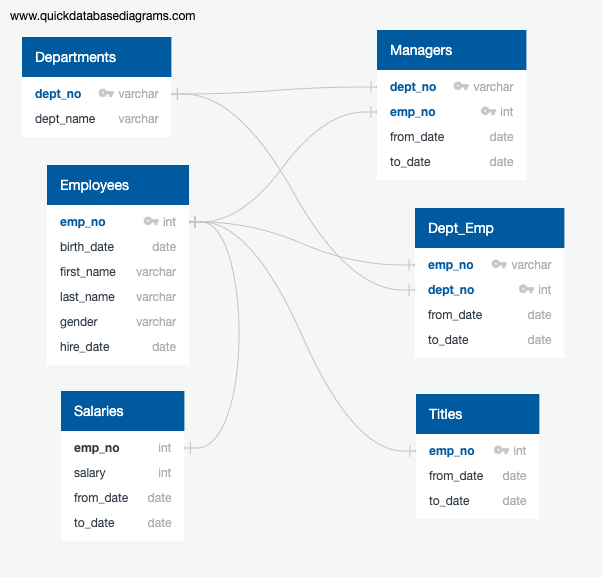 www.quickdatabasediagrams.com
Departments
dept_no varchar
dept_name varchar
Managers
dept_no varchar
emp_no int
from_date date
to_date date
Employees
emp_no int
birth_date date
first_name varchar
last_name varchar
gender varchar
hire_date date
Dept_Emp
emp_no varchar
dept_no int
from_date date
to_date date
Salaries
emp_no int
salary int
from_date date
to_date date
Titles
emp_no int
from_date date
to_date date